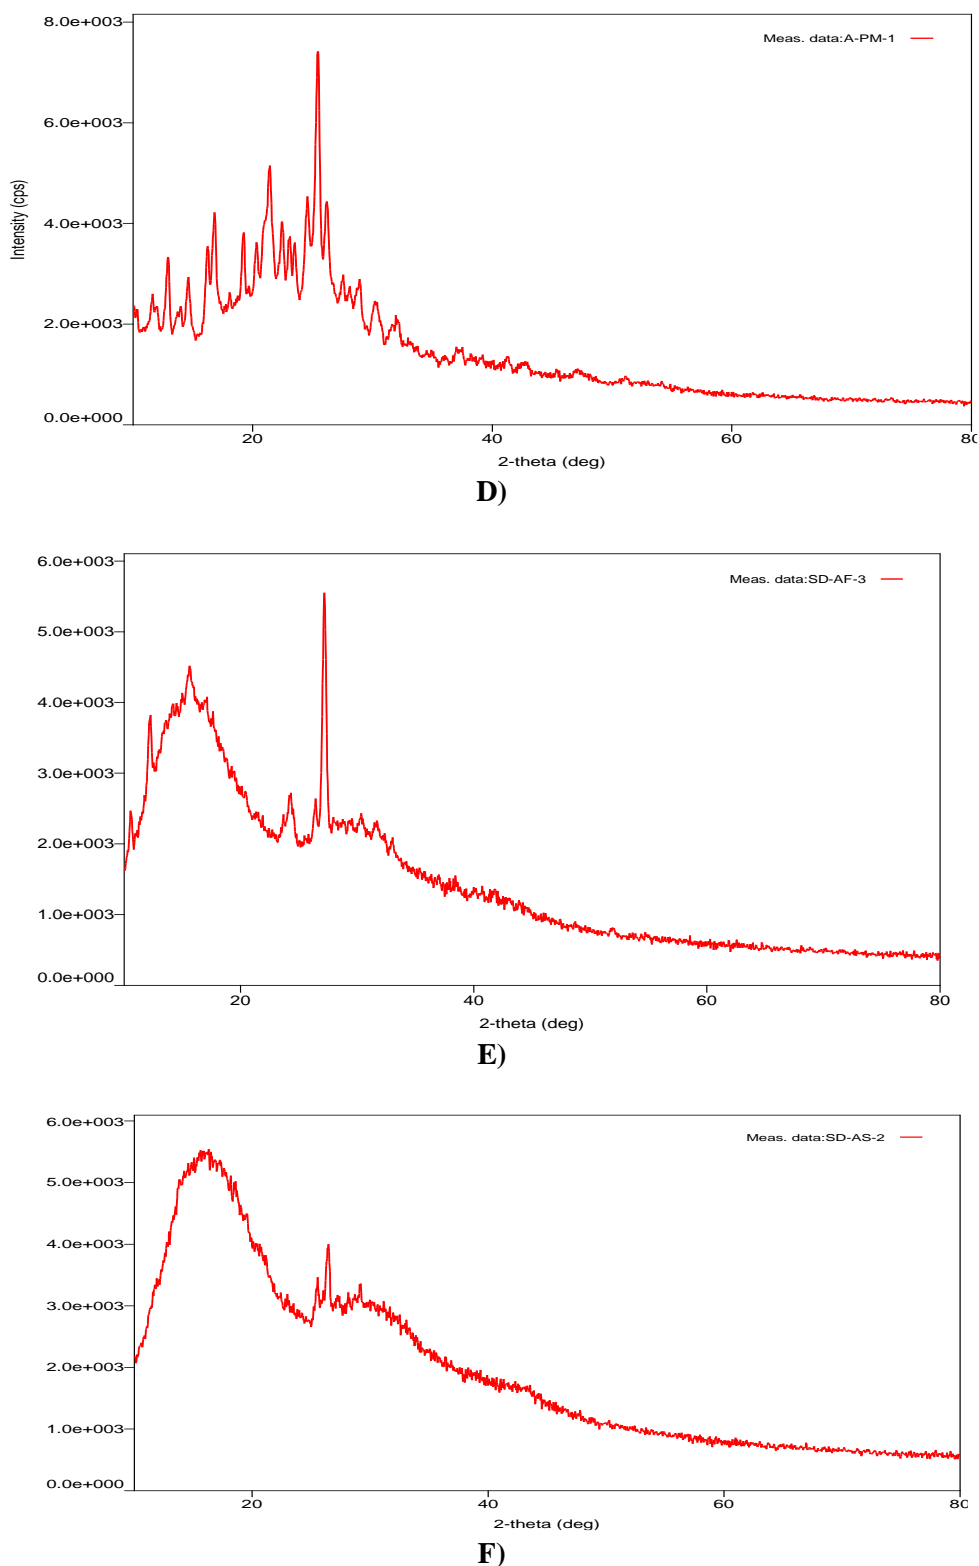 8.0e+003
Meas. data:A-PM-1
6.0e+003
Intensity (cps)
4.0e+003
2.0e+003
0.0e+000
20 40 60 80
2-theta (deg)
D)
6.0e+003
Meas. data:SD-AF-3
5.0e+003
4.0e+003
3.0e+003
2.0e+003
1.0e+003
0.0e+000
20 40 60 80
2-theta (deg)
E)
6.0e+003
Meas. data:SD-AS-2
5.0e+003
4.0e+003
3.0e+003
2.0e+003
1.0e+003
0.0e+000
20 40 60 80
2-theta (deg)
F)